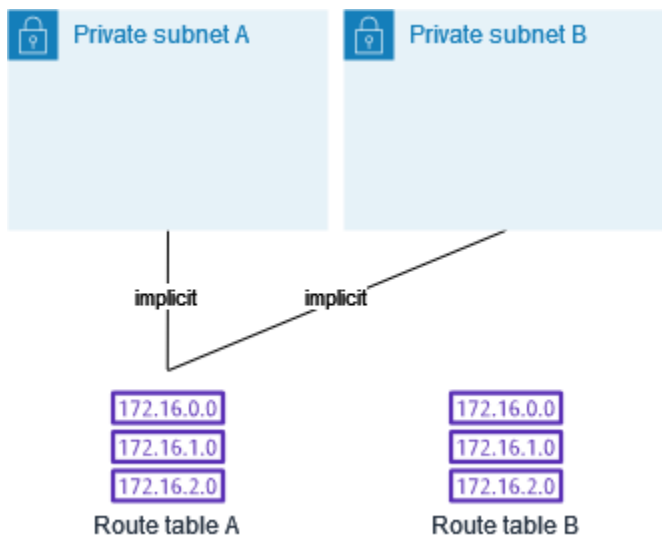 Private subnet A
Private subnet B
implicit
implicit
172.16.0.0
172.16.1.0
172.16.2.0
Route table A
172.16.0.0
172.16.1.0
172.16.2.0
Route table B